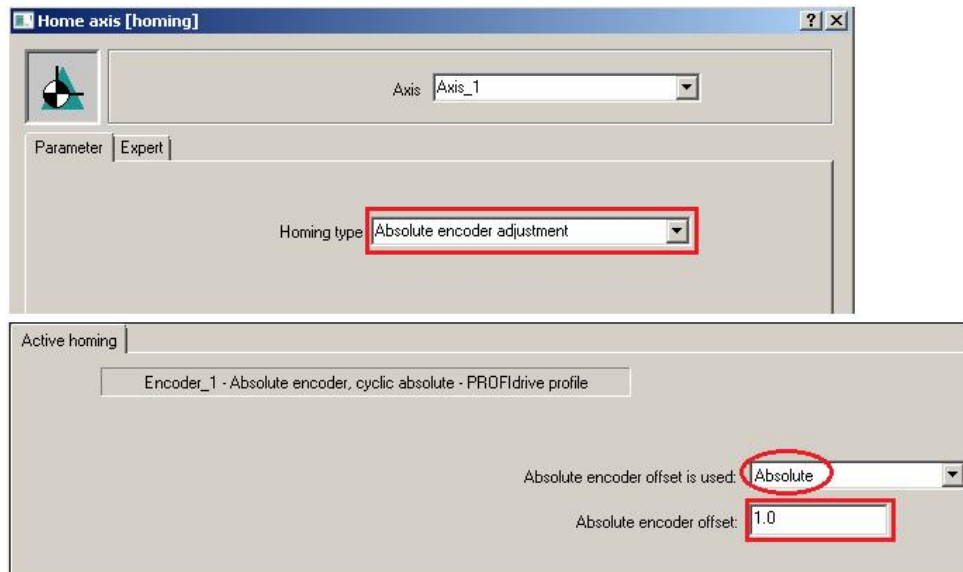 Home axis [homing]
Axis Axis_1
Parameter Expert
Homing type Absolute encoder adjustment
Active homing
Encoder_1 - Absolute encoder, cyclic absolute - PROFIdrive profile
Absolute encoder offset is used: Absolute
Absolute encoder offset: 1.0